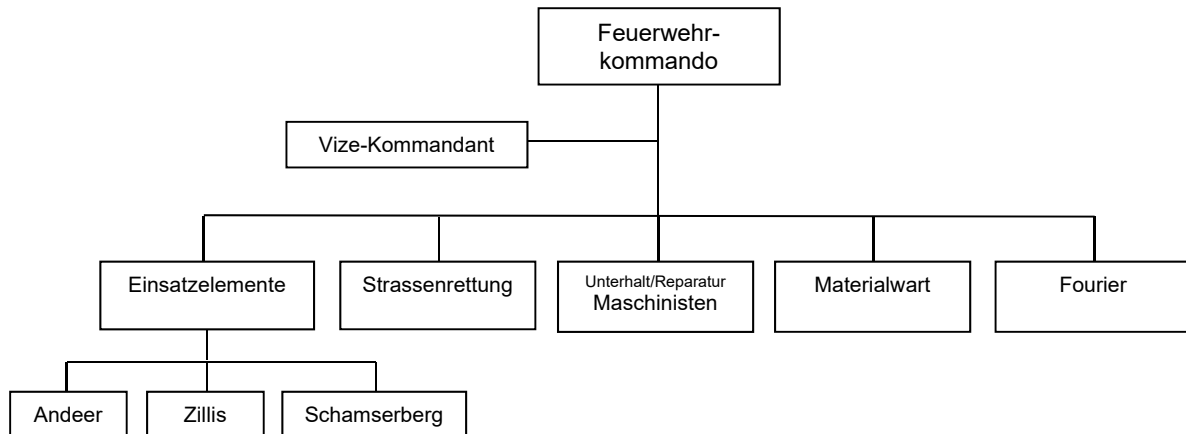 Feuerwehr-
kommando
Vize-Kommandant
Einsatzelemente
Strassenrettung
Unterhalt/Reparatur
Maschinisten
Materialwart
Fourier
Andeer
Zillis
Schamserberg